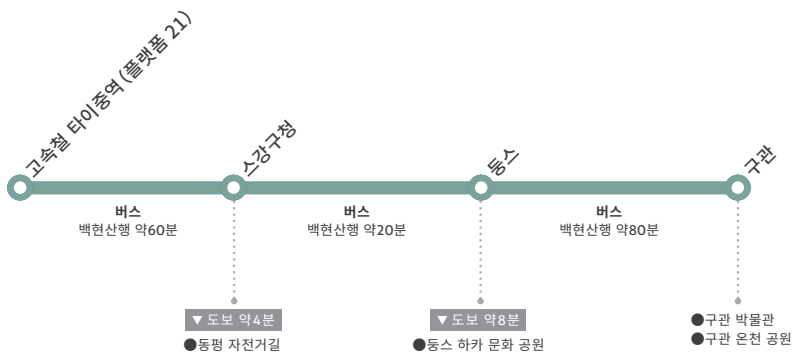 고속철 타이중역 (플랫폼 21)
스강구청
둥스
구관
버스
백현산행 약60분
버스
백현산행 약20분
버스
백현산행 약80분
▼ 도보 약4분
●동펑 자전거길
▼ 도보 약8분
●둥스 하카 문화 공원
●구관 박물관
●구관 온천 공원